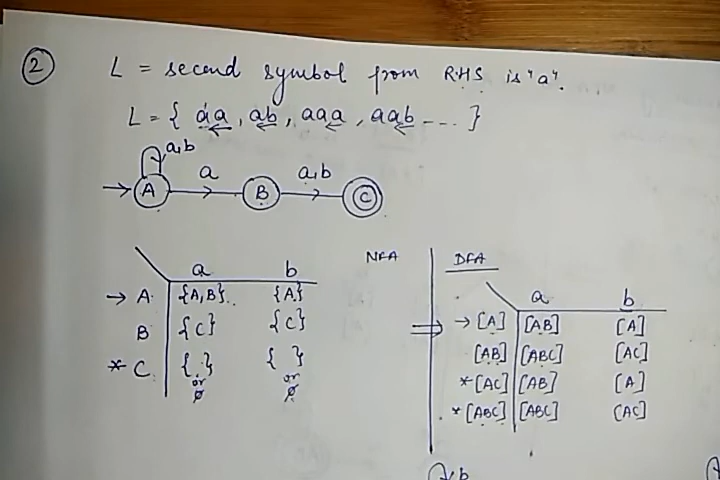 2 L = second symbol from RHS is "a".
L = { aa, ab, aaa, aab --- }
a,b
a a,b
A B C
NFA DFA
a b
→ A {A,B} {A}
B {C} {C}
* C { } { }
or or
ø ø
a b
⇒ → [A] [AB] [A]
[AB] [ABC] [AC]
* [AC] [AB] [A]
* [ABC] [ABC] [AC]